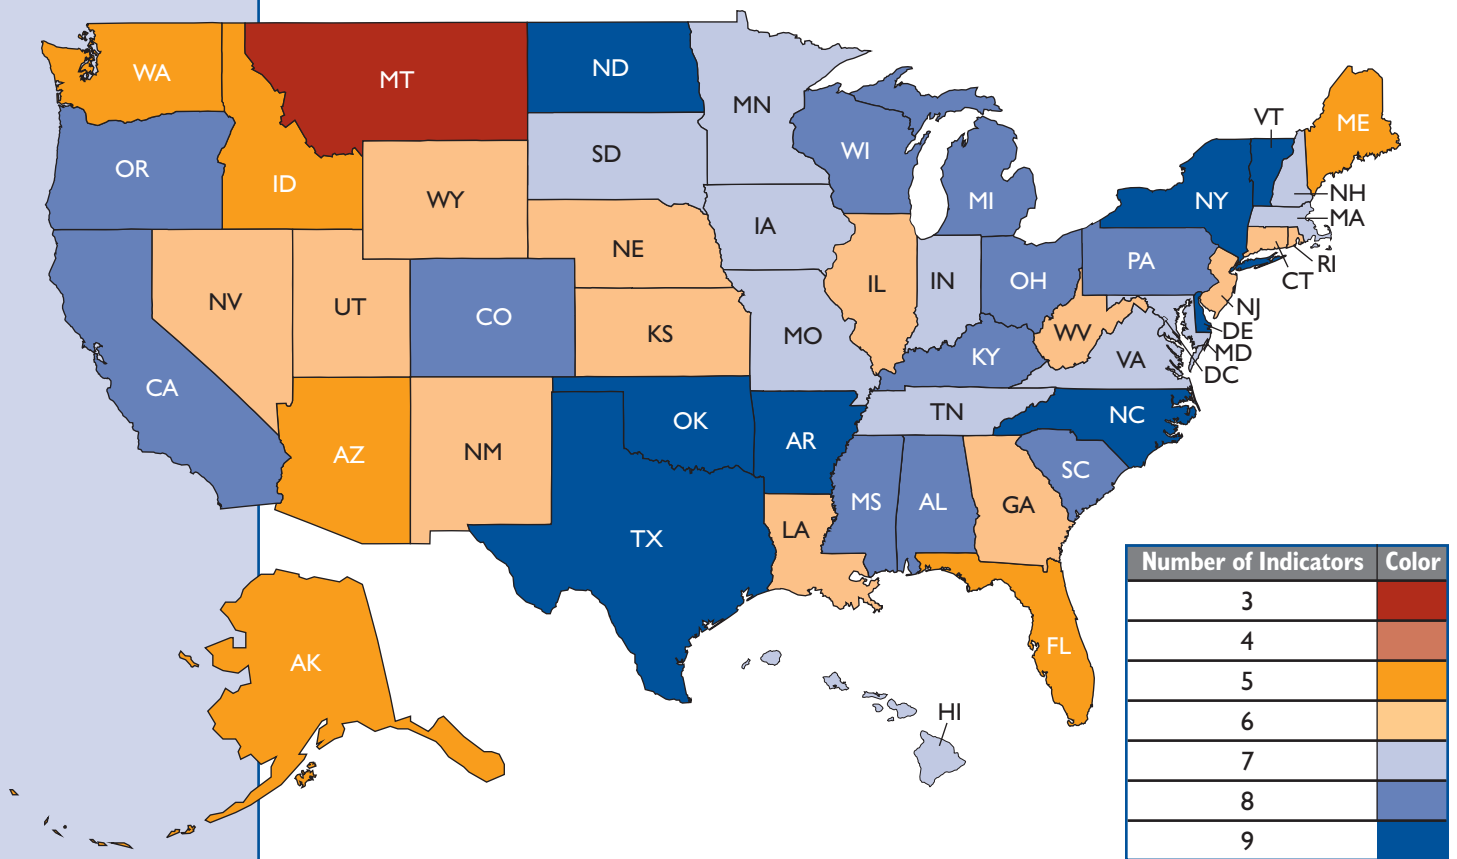 WA
MT
ND
MN
VT
ME
OR
ID
SD
WI
WY
MI
NY
NH
MA
IA
NE
PA
RI
CT
NV
UT
CO
IL
IN
OH
NJ
DE
MD
DC
KS
MO
WV
VA
KY
CA
TN
NC
OK
AR
AZ
NM
SC
MS
AL
GA
LA
TX
FL
AK
HI
Number of Indicators Color
3
4
5
6
7
8
9